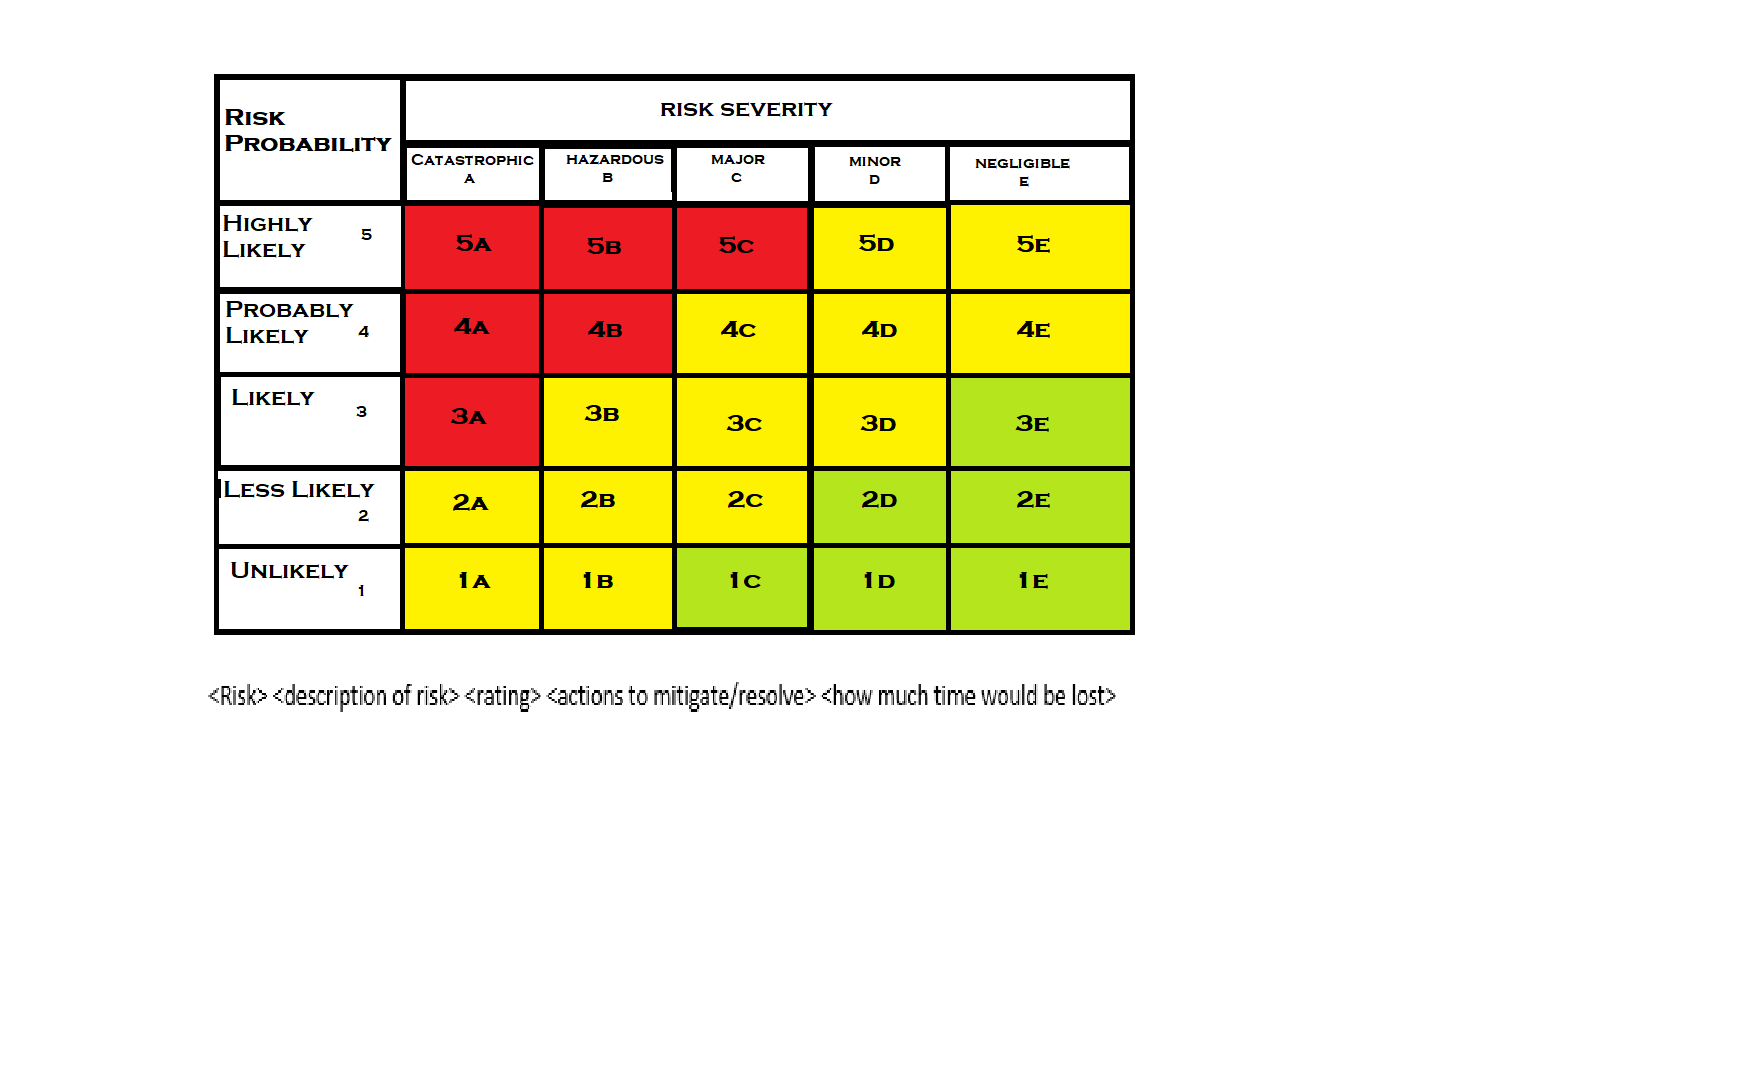 Risk
Probability
RISK SEVERITY
Catastrophic
A
HAZARDOUS
B
MAJOR
C
MINOR
D
NEGLIGIBLE
E
Highly
Likely 5
5A 5B 5C 5D 5E
Probably
Likely 4
4A 4B 4C 4D 4E
Likely 3
3A 3B 3C 3D 3E
Less Likely
2
2A 2B 2C 2D 2E
Unlikely
1
1A 1B 1C 1D 1E
<Risk> <description of risk> <rating> <actions to mitigate/resolve> <how much time would be lost>